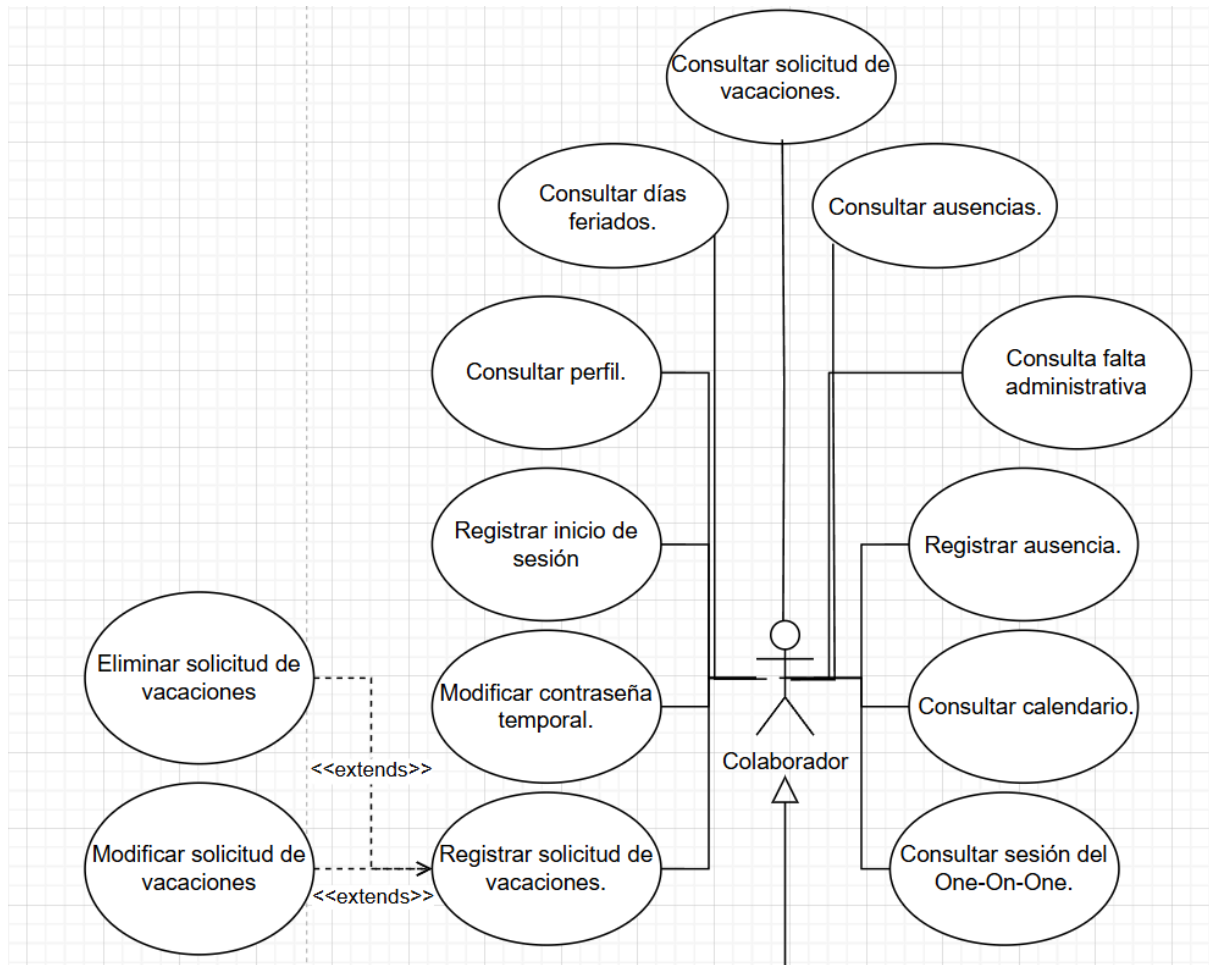 Consultar solicitud de
vacaciones.
Consultar días
feriados.
Consultar ausencias.
Consultar perfil.
Consulta falta
administrativa
Registrar inicio de
sesión
Registrar ausencia.
Eliminar solicitud de
vacaciones
Modificar contraseña
temporal.
Consultar calendario.
Colaborador
<<extends>>
Modificar solicitud de
vacaciones
<<extends>>
Registrar solicitud de
vacaciones.
Consultar sesión del
One-On-One.